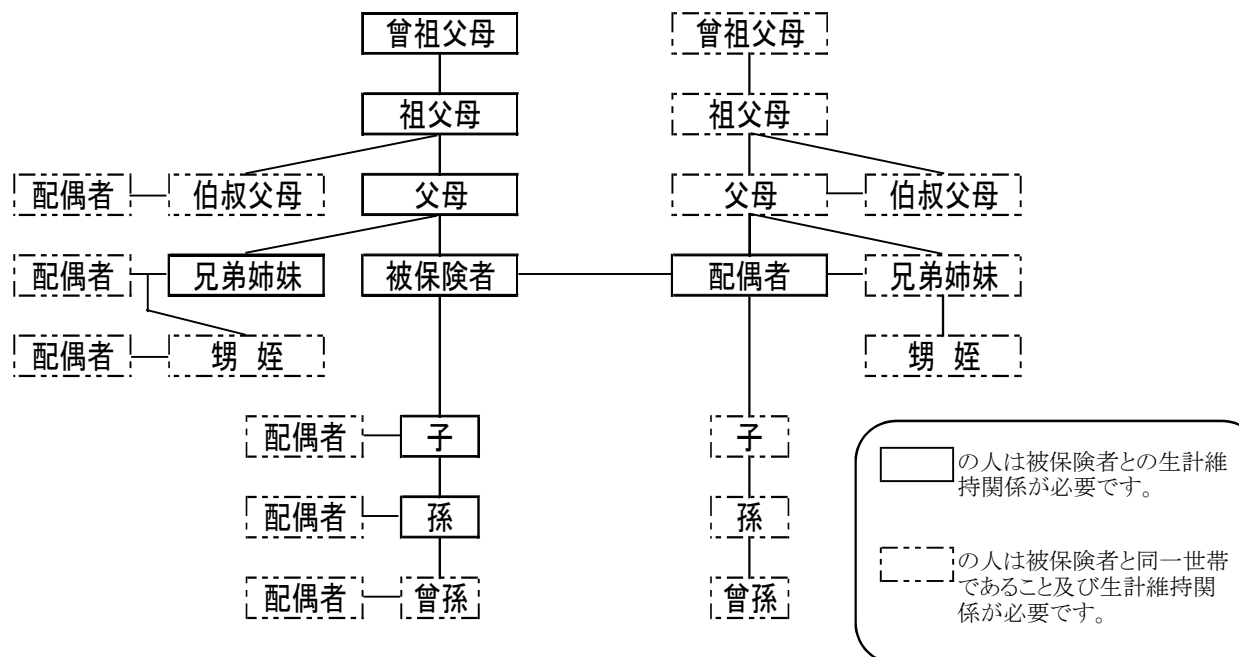 曾祖父母
曾祖父母
祖父母
祖父母
配偶者
伯叔父母
父母
父母
伯叔父母
配偶者
兄弟姉妹
被保険者
配偶者
兄弟姉妹
配偶者
甥 姪
甥 姪
配偶者
子
子
配偶者
孫
孫
配偶者
曾孫
曾孫
の人は被保険者との生計維
持関係が必要です。
の人は被保険者と同一世帯
であること及び生計維持関
係が必要です。